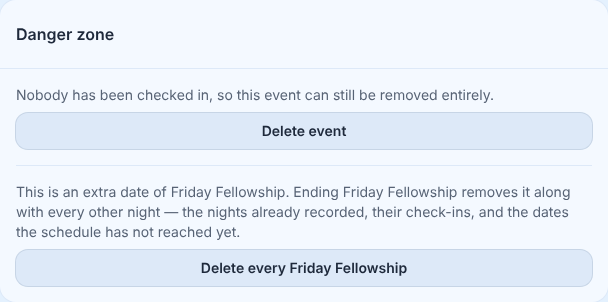 Danger zone
Nobody has been checked in, so this event can still be removed entirely.
Delete event
This is an extra date of Friday Fellowship. Ending Friday Fellowship removes it along
with every other night — the nights already recorded, their check-ins, and the dates
the schedule has not reached yet.
Delete every Friday Fellowship